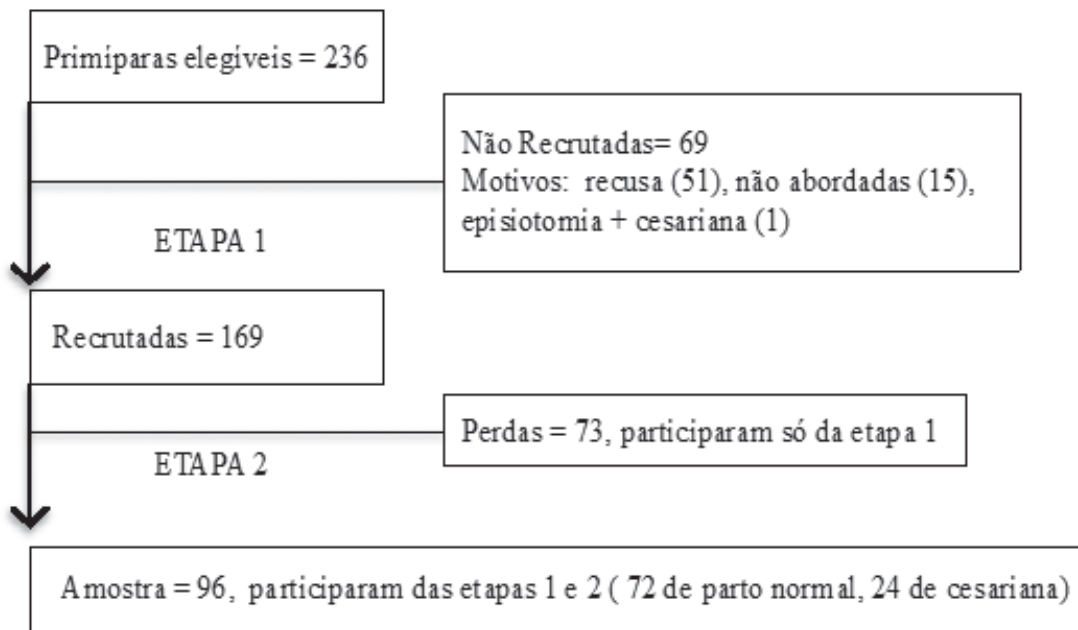 Primíparas elegíveis = 236
Não Recrutadas= 69
Motivos: recusa (51), não abordadas (15),
episiotomia + cesariana (1)
ETAPA 1
Recrutadas = 169
Perdas = 73, participaram só da etapa 1
ETAPA 2
Amostra = 96, participaram das etapas 1 e 2 ( 72 de parto normal, 24 de cesariana)